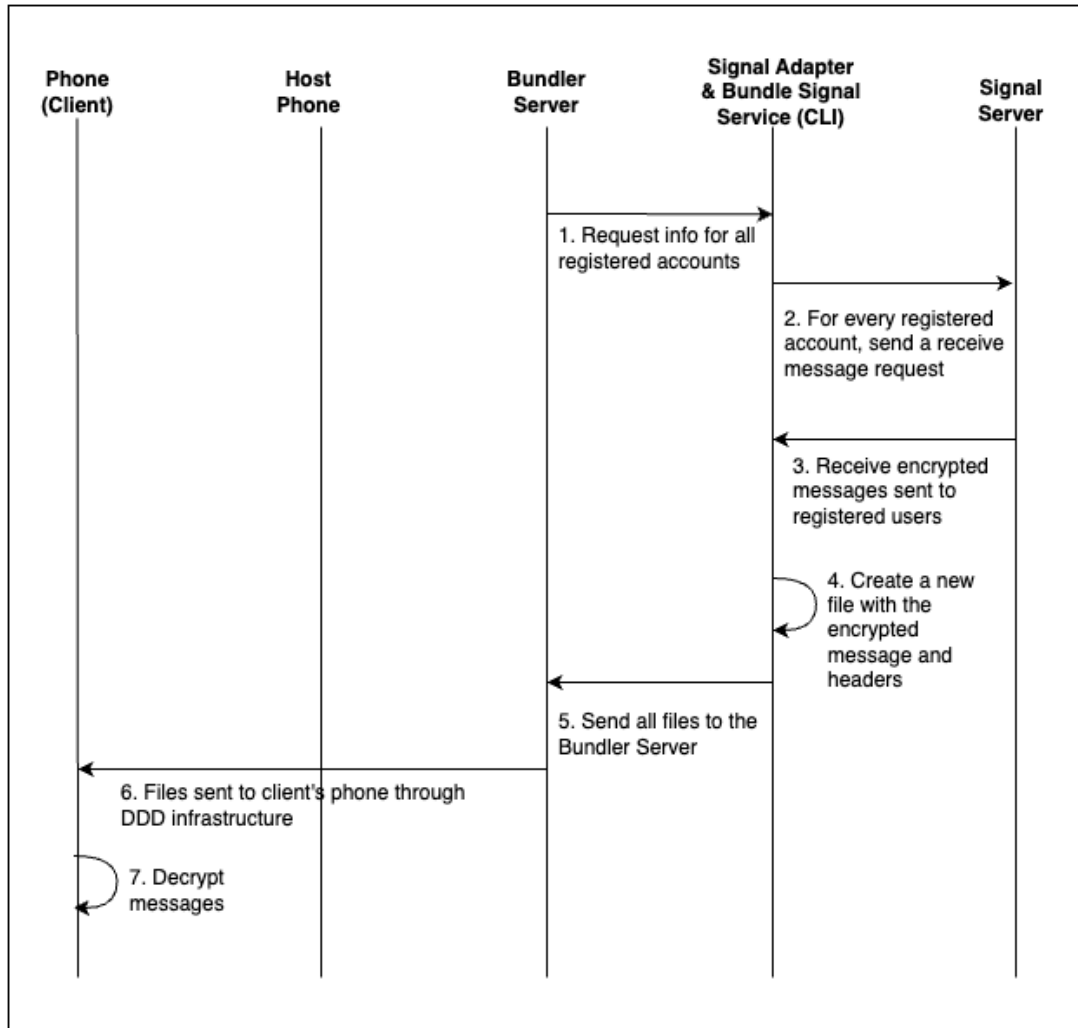 Phone
(Client)
Host
Phone
Bundler
Server
Signal Adapter
& Bundle Signal
Service (CLI)
Signal
Server
1. Request info for all
registered accounts
2. For every registered
account, send a receive
message request
3. Receive encrypted
messages sent to
registered users
4. Create a new
file with the
encrypted
message and
headers
5. Send all files to the
Bundler Server
6. Files sent to client's phone through
DDD infrastructure
7. Decrypt
messages